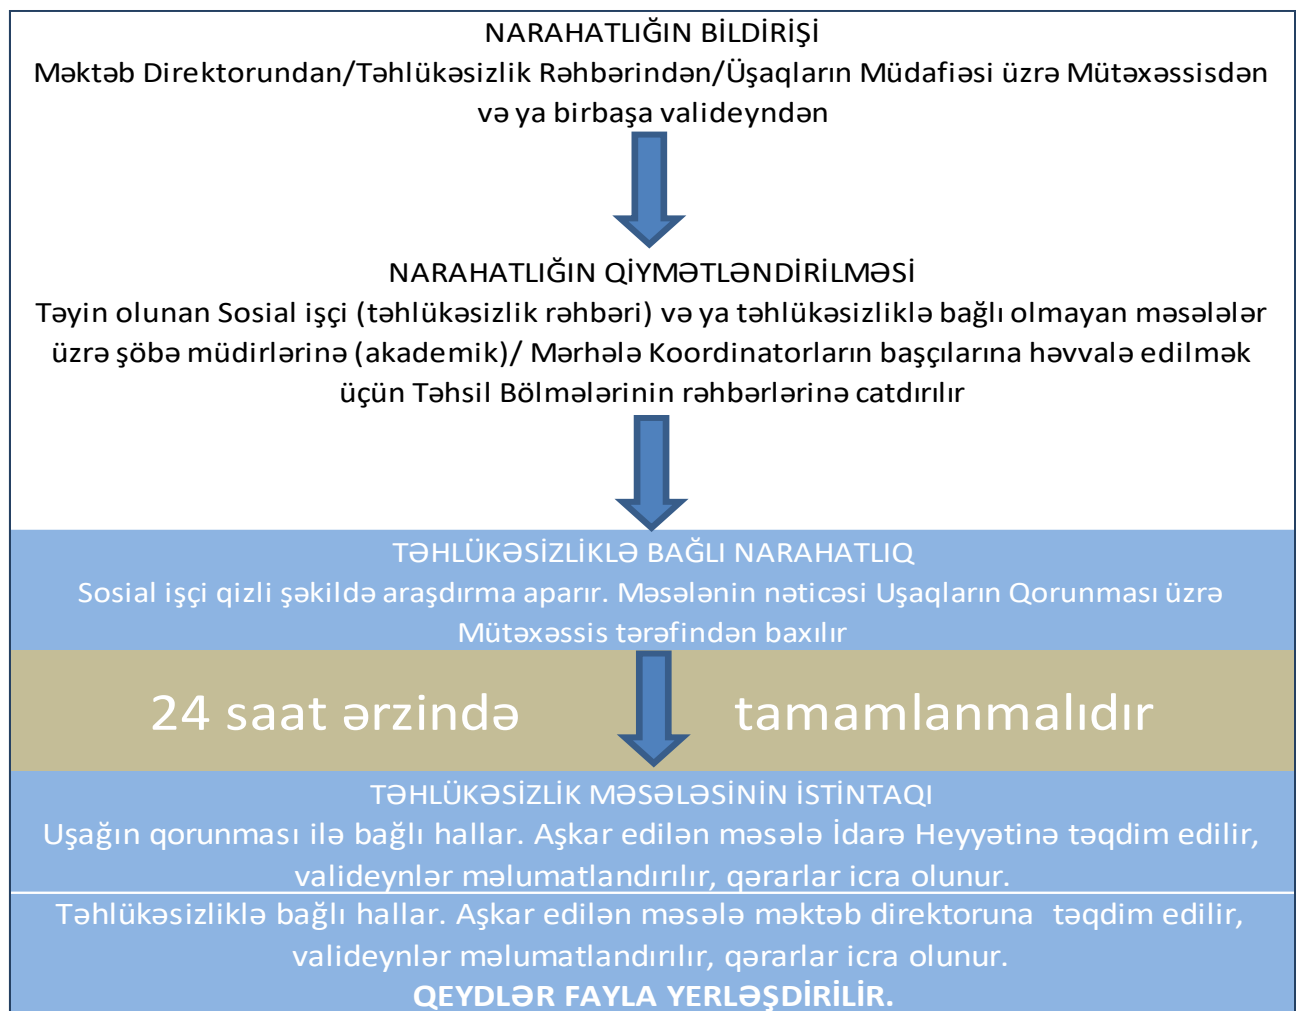 NARAHATLIĞIN BİLDİRİŞİ
Məktəb Direktorundan/Təhlükəsizlik Rəhbərindən/Üşaqların Müdafiəsi üzrə Mütəxəssisdən
və ya birbaşa valideyndən
NARAHATLIĞIN QİYMƏTLƏNDİRİLMƏSİ
Təyin olunan Sosial işçi (təhlükəsizlik rəhbəri) və ya təhlükəsizliklə bağlı olmayan məsələlər
üzrə şöbə müdirlərinə (akademik)/ Mərhələ Koordinatorların başçılarına həvvalə edilmək
üçün Təhsil Bölmələrinin rəhbərlərinə catdırılır
TƏHLÜKƏSİZLİKLƏ BAĞLI NARAHATLIQ
Sosial işçi qizli şəkildə araşdırma aparır. Məsələnin nəticəsi Uşaqların Qorunması üzrə
Mütəxəssis tərəfindən baxılır
24 saat ərzində tamamlanmalıdır
TƏHLÜKƏSİZLİK MƏSƏLƏSİNİN İSTİNTAQI
Uşağın qorunması ilə bağlı hallar. Aşkar edilən məsələ İdarə Heyyətinə təqdim edilir,
valideynlər məlumatlandırılır, qərarlar icra olunur.
Təhlükəsizliklə bağlı hallar. Aşkar edilən məsələ məktəb direktoruna təqdim edilir,
valideynlər məlumatlandırılır, qərarlar icra olunur.
QEYDLƏR FAYLA YERLƏŞDİRİLİR.